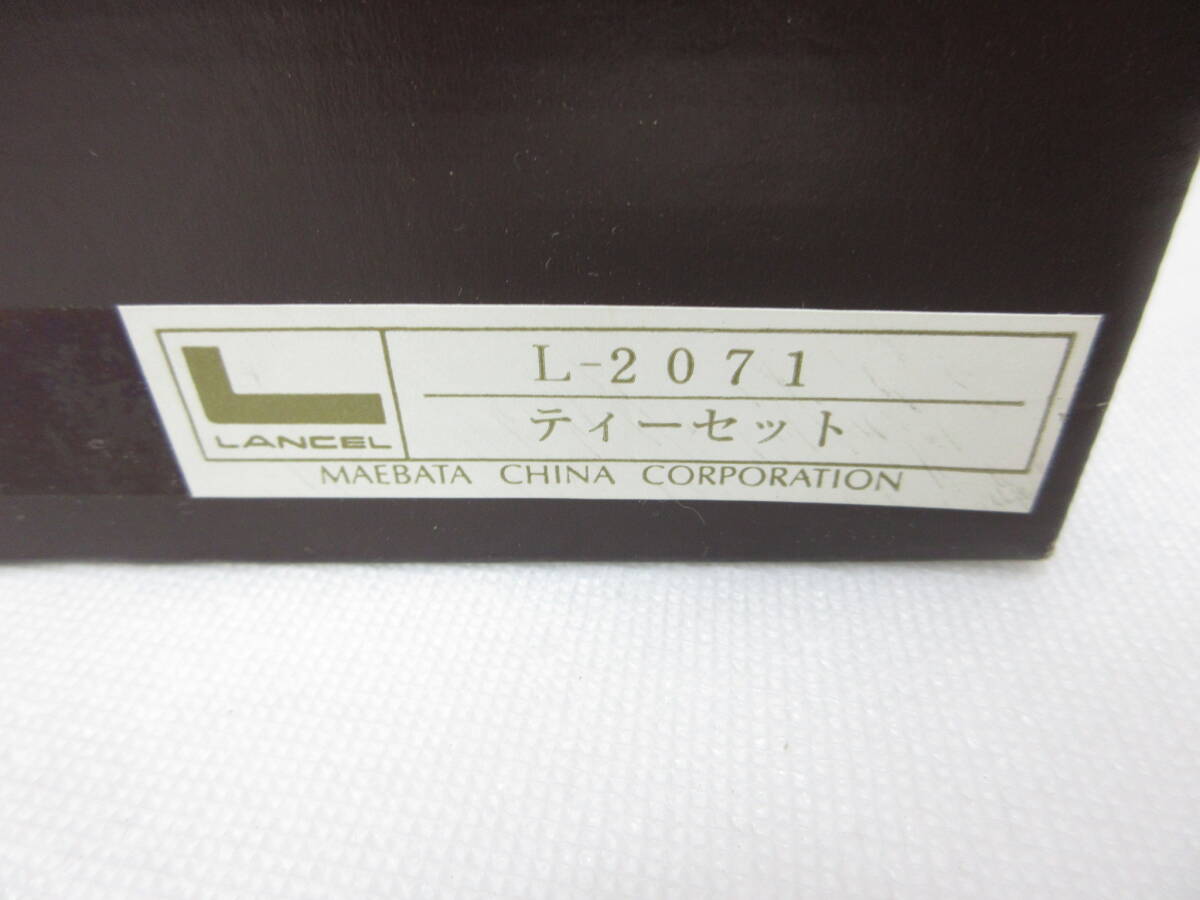 L-2071
LANCEL
ティーセット
MAEBATA CHINA CORPORATION